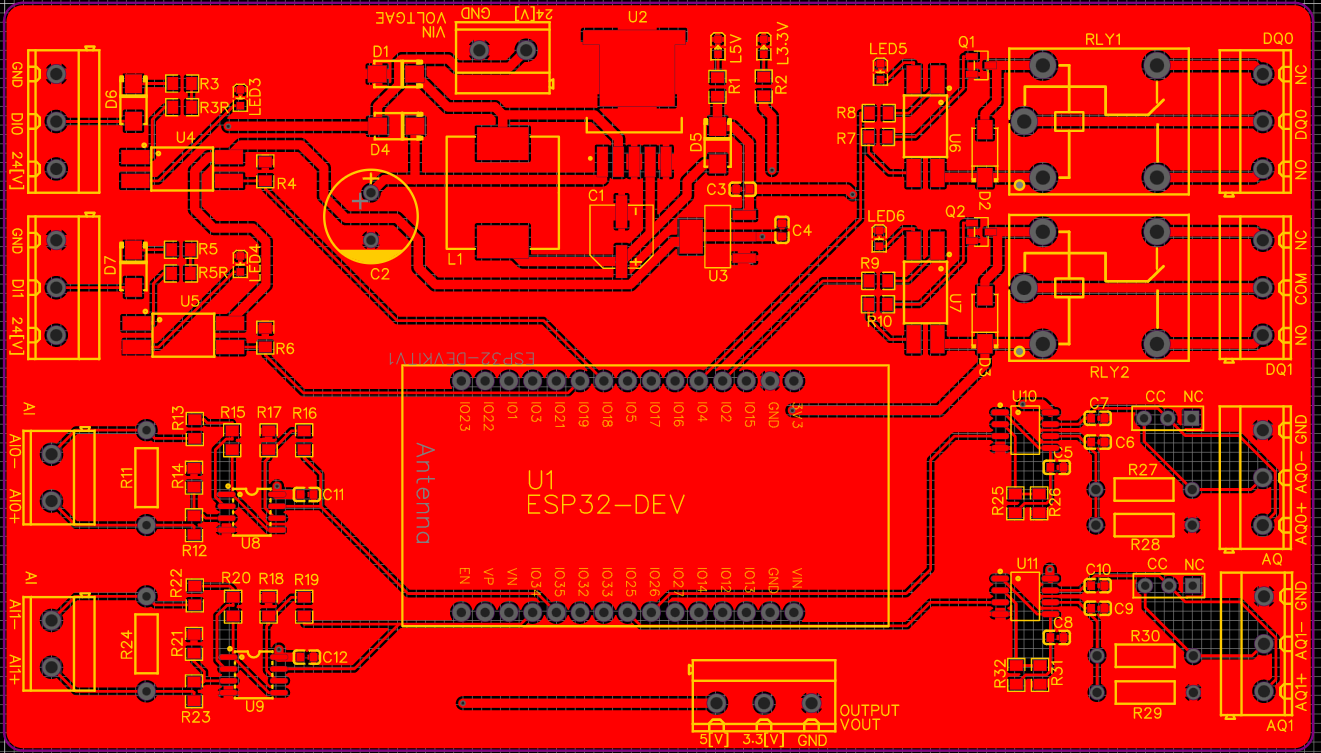 VIN
VOLTGAE
GND
24[V]
U2
L5V
L3.3V
R1
R2
D1
D4
D5
LED5
Q1
RLY1
DQ0
NC
DQ0
NO
GND
DI0
24[V]
D6
R3
R3R
LED3
U4
R4
R8
R7
U6
D2
C1
C3
C4
U3
L1
C2
GND
DI1
24[V]
D7
R5
R5R
LED4
U5
R6
LED6
Q2
R9
R10
U7
D3
RLY2
NC
COM
NO
DQ1
ESP32-DEVKITV1
IO23
IO22
IO1
IO3
IO21
IO19
IO18
IO5
IO17
IO16
IO4
IO2
IO15
GND
3V3
Antenna
U1
ESP32-DEV
EN
VP
VN
IO34
IO35
IO32
IO33
IO25
IO26
IO27
IO14
IO12
IO13
GND
VIN
AI
AI0-
AI0+
R11
R13
R14
R12
R15
R17
R16
C11
U8
AI
AI1-
AI1+
R24
R22
R21
R23
R20
R18
R19
C12
U9
U10
C7
C6
C5
CC
NC
R25
R26
R27
R28
GND
AQ0-
AQ0+
AQ
U11
C10
C9
C8
CC
NC
R32
R31
R30
R29
GND
AQ1-
AQ1+
AQ1
OUTPUT
VOUT
5[V]
3.3[V]
GND